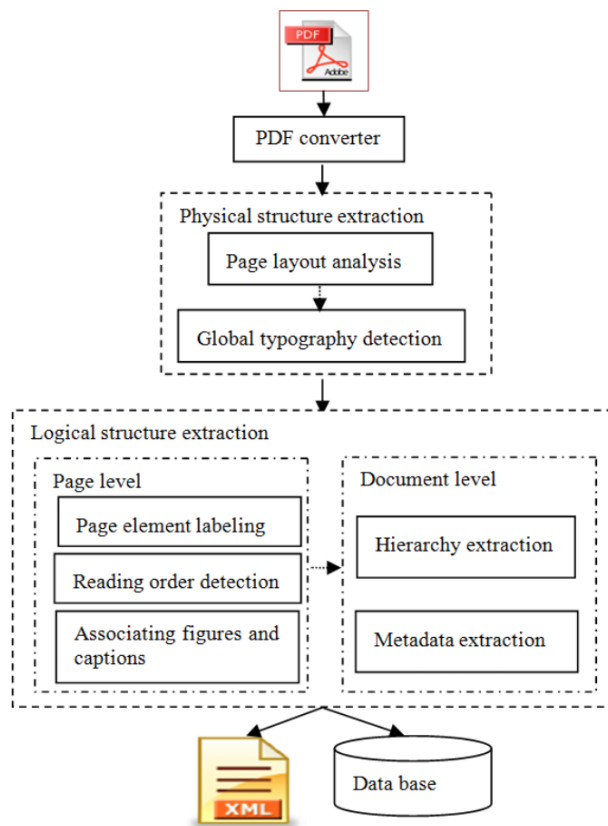 PDF
Adobe
PDF converter
Physical structure extraction
Page layout analysis
Global typography detection
Logical structure extraction
Page level
Page element labeling
Reading order detection
Associating figures and
captions
Document level
Hierarchy extraction
Metadata extraction
XML
Data base